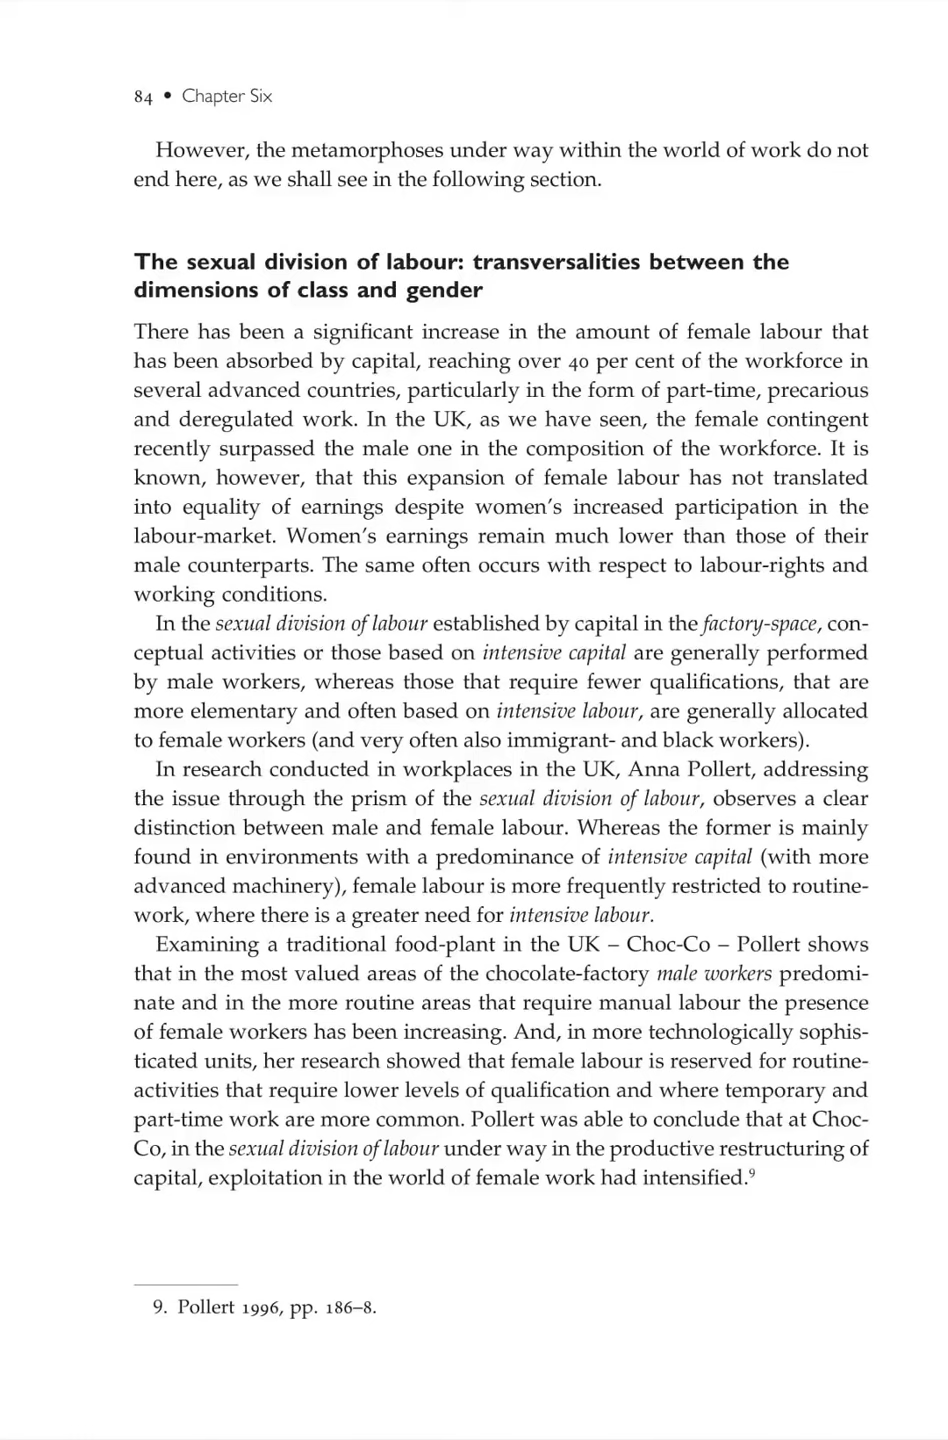 84 • Chapter Six
However, the metamorphoses under way within the world of work do not
end here, as we shall see in the following section.
The sexual division of labour: transversalities between the
dimensions of class and gender
There has been a significant increase in the amount of female labour that
has been absorbed by capital, reaching over 40 per cent of the workforce in
several advanced countries, particularly in the form of part-time, precarious
and deregulated work. In the UK, as we have seen, the female contingent
recently surpassed the male one in the composition of the workforce. It is
known, however, that this expansion of female labour has not translated
into equality of earnings despite women’s increased participation in the
labour-market. Women’s earnings remain much lower than those of their
male counterparts. The same often occurs with respect to labour-rights and
working conditions.
In the sexual division of labour established by capital in the factory-space, con-
ceptual activities or those based on intensive capital are generally performed
by male workers, whereas those that require fewer qualifications, that are
more elementary and often based on intensive labour, are generally allocated
to female workers (and very often also immigrant- and black workers).
In research conducted in workplaces in the UK, Anna Pollert, addressing
the issue through the prism of the sexual division of labour, observes a clear
distinction between male and female labour. Whereas the former is mainly
found in environments with a predominance of intensive capital (with more
advanced machinery), female labour is more frequently restricted to routine-
work, where there is a greater need for intensive labour.
Examining a traditional food-plant in the UK – Choc-Co – Pollert shows
that in the most valued areas of the chocolate-factory male workers predomi-
nate and in the more routine areas that require manual labour the presence
of female workers has been increasing. And, in more technologically sophis-
ticated units, her research showed that female labour is reserved for routine-
activities that require lower levels of qualification and where temporary and
part-time work are more common. Pollert was able to conclude that at Choc-
Co, in the sexual division of labour under way in the productive restructuring of
capital, exploitation in the world of female work had intensified.9
9. Pollert 1996, pp. 186–8.